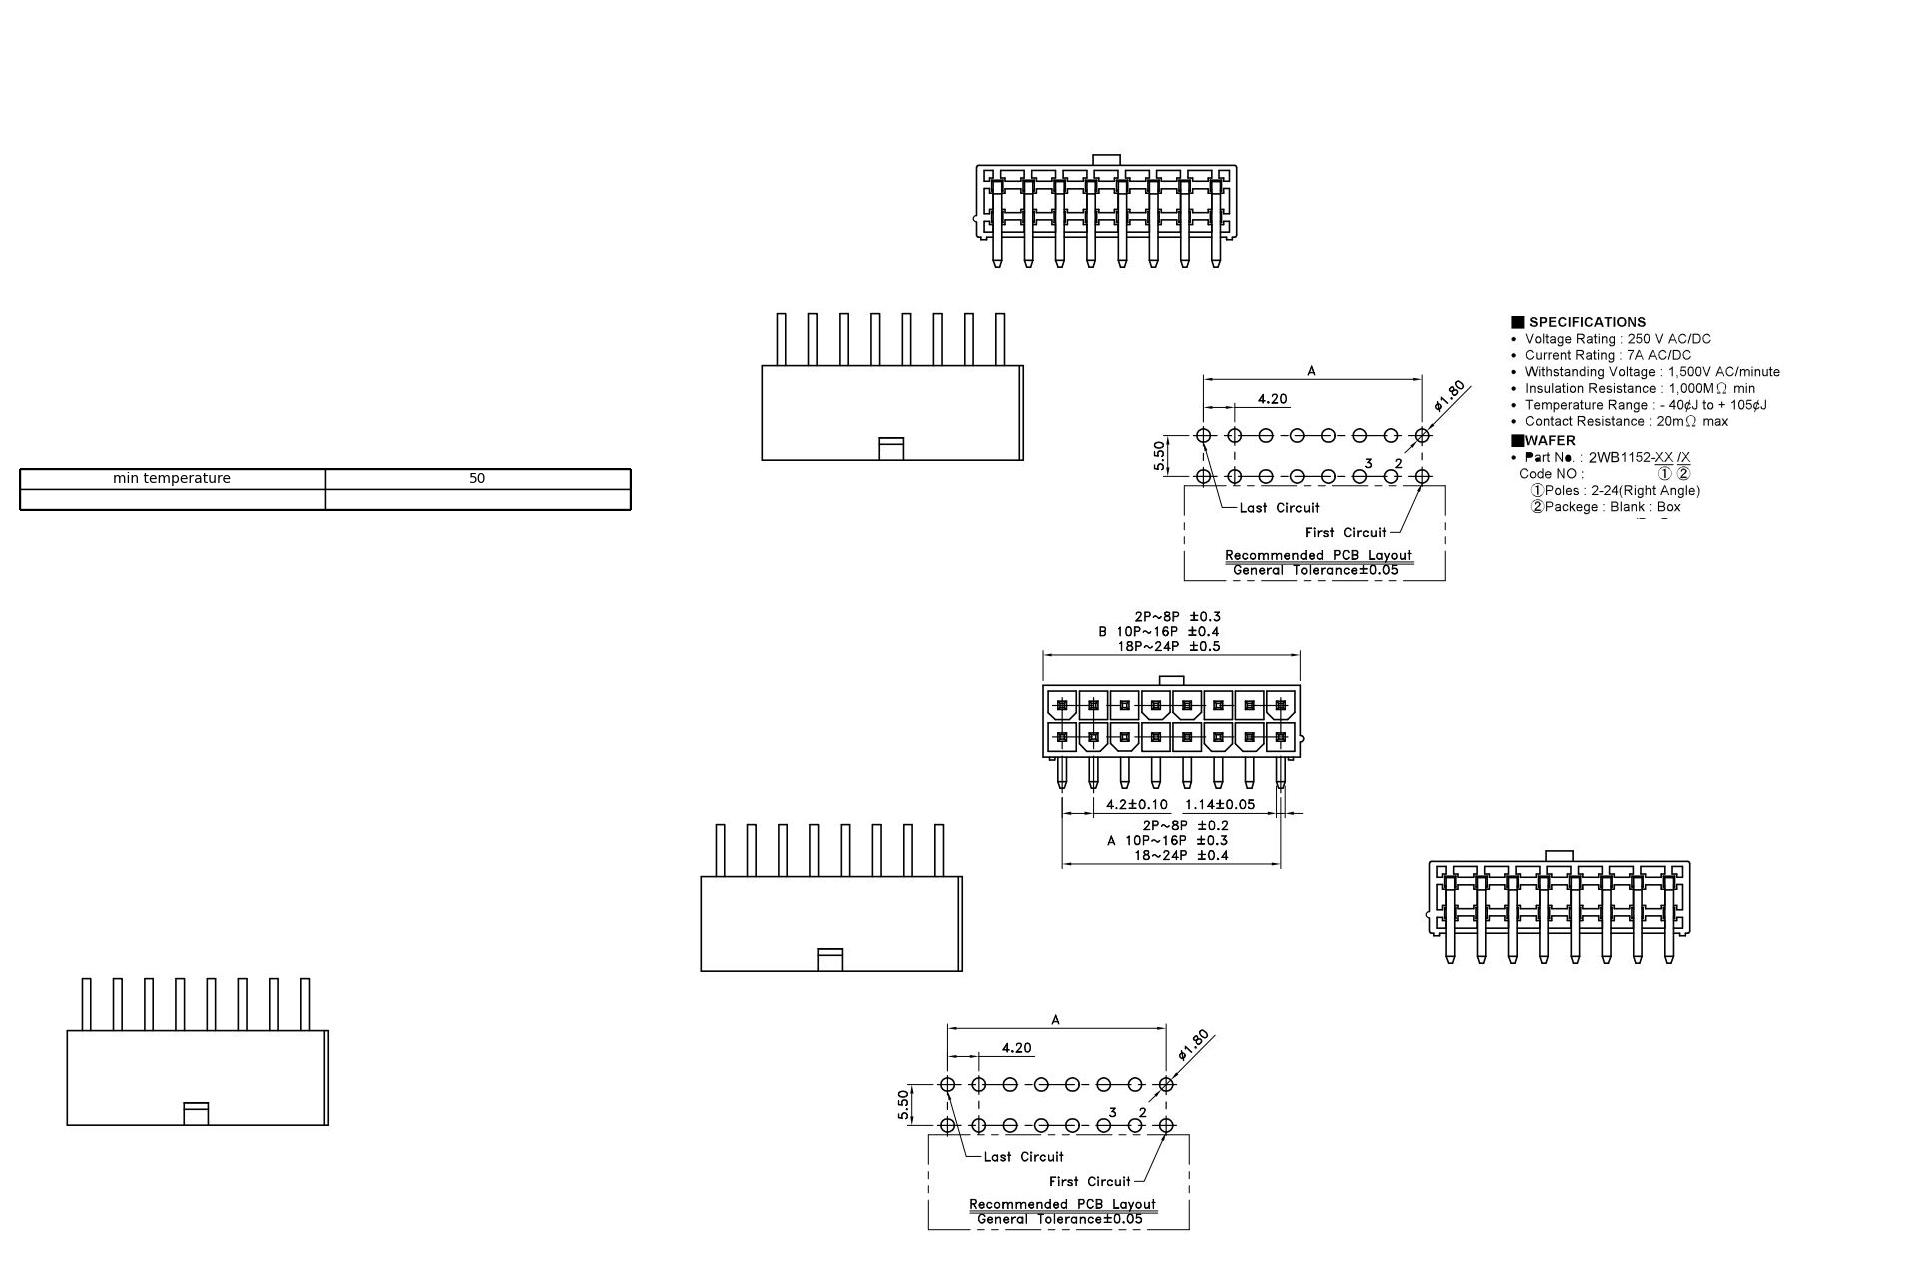 ■ SPECIFICATIONS
• Voltage Rating : 250 V AC/DC
• Current Rating : 7A AC/DC
• Withstanding Voltage : 1,500V AC/minute
• Insulation Resistance : 1,000MΩ min
• Temperature Range : - 40¢J to + 105¢J
• Contact Resistance : 20mΩ max
■WAFER
• Part No. : 2WB1152-XX /X
Code NO : ① ②
①Poles : 2-24(Right Angle)
②Packege : Blank : Box
A
4.20
ø1.80
5.50
3 2
Last Circuit
First Circuit
Recommended PCB Layout
General Tolerance±0.05
min temperature 50
2P~8P ±0.3
B 10P~16P ±0.4
18P~24P ±0.5
4.2±0.10 1.14±0.05
2P~8P ±0.2
A 10P~16P ±0.3
18~24P ±0.4
A
4.20
ø1.80
5.50
3 2
Last Circuit
First Circuit
Recommended PCB Layout
General Tolerance±0.05